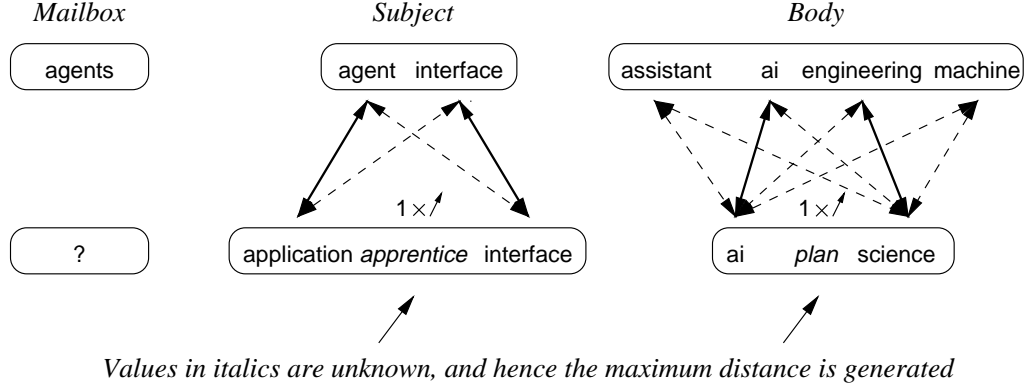 Mailbox Subject Body
agents agent interface assistant ai engineering machine
1 × 1 ×
? application apprentice interface ai plan science
Values in italics are unknown, and hence the maximum distance is generated